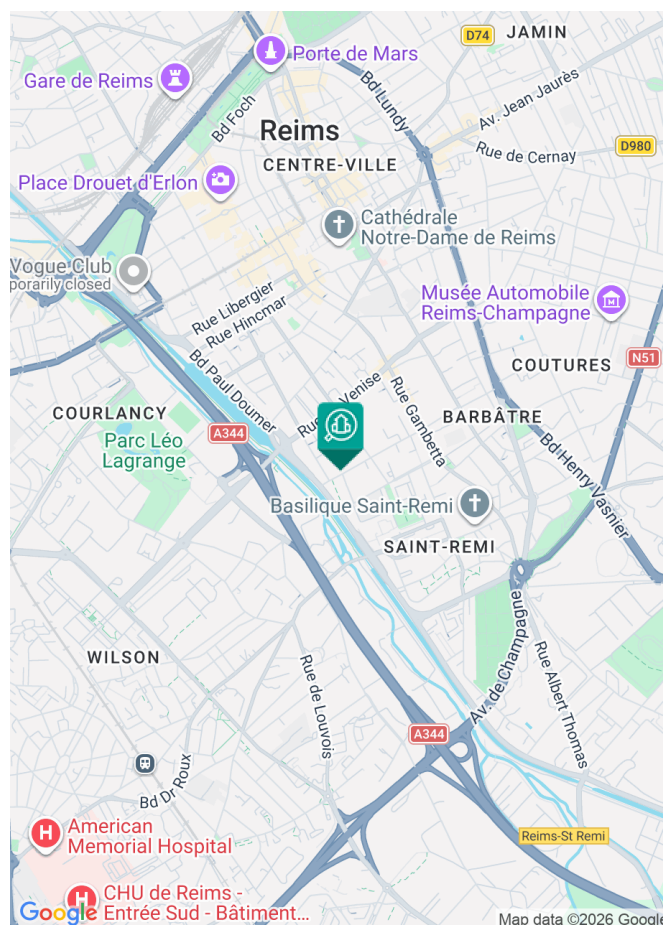 JAMIN
D74
Porte de Mars
Gare de Reims
Bd Foch
Bd Lundy
Av. Jean Jaurès
Reims
CENTRE-VILLE
Rue de Cernay
D980
Place Drouet d'Erlon
Cathédrale
Notre-Dame de Reims
Vogue Club
porarily closed
Musée Automobile
Reims-Champagne
Rue Libergier
Rue Hincmar
N51
COUTURES
Bd Paul Doumer
Venise
Rue Gambetta
COURLANCY
BARBÂTRE
Parc Léo
Lagrange
A344
Bd Henry Vasnier
Basilique Saint-Remi
SAINT-REMI
Av. de Champagne
WILSON
Rue de Louvois
Rue Albert Thomas
A344
Bd Dr Roux
H
American
Memorial Hospital
Reims-St Remi
H
CHU de Reims -
Entrée Sud - Bâtiment...
Google
Map data ©2026 Google